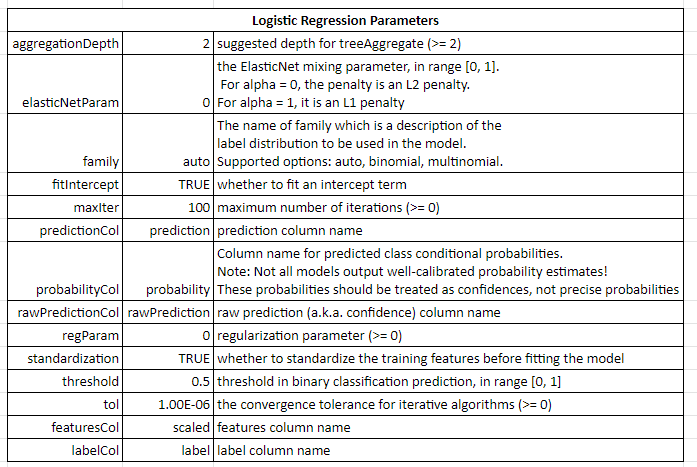 Logistic Regression Parameters
aggregationDepth 2 suggested depth for treeAggregate (>= 2)
the ElasticNet mixing parameter, in range [0, 1].
For alpha = 0, the penalty is an L2 penalty.
elasticNetParam 0 For alpha = 1, it is an L1 penalty
The name of family which is a description of the
label distribution to be used in the model.
family auto Supported options: auto, binomial, multinomial.
fitIntercept TRUE whether to fit an intercept term
maxIter 100 maximum number of iterations (>= 0)
predictionCol prediction prediction column name
Column name for predicted class conditional probabilities.
Note: Not all models output well-calibrated probability estimates!
probabilityCol probability These probabilities should be treated as confidences, not precise probabilities
rawPredictionCol rawPrediction raw prediction (a.k.a. confidence) column name
regParam 0 regularization parameter (>= 0)
standardization TRUE whether to standardize the training features before fitting the model
threshold 0.5 threshold in binary classification prediction, in range [0, 1]
tol 1.00E-06 the convergence tolerance for iterative algorithms (>= 0)
featuresCol scaled features column name
labelCol label label column name